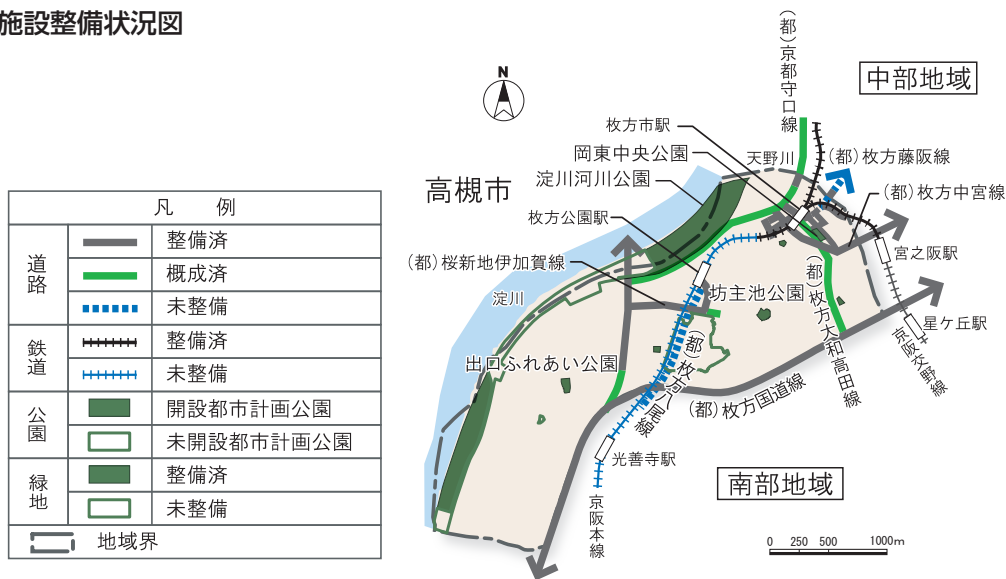 施設整備状況図
凡 例
道路
整備済
概成済
未整備
鉄道
整備済
未整備
公園
開設都市計画公園
未開設都市計画公園
緑地
整備済
未整備
地域界
N
高槻市
中部地域
南部地域
(都)京都守口線
枚方市駅
岡東中央公園
天野川
(都)枚方藤阪線
淀川河川公園
(都)枚方中宮線
枚方公園駅
宮之阪駅
(都)桜新地伊加賀線
淀川
坊主池公園
星ケ丘駅
(都)枚方大和高田線
京阪交野線
出口ふれあい公園
(都)枚方八尾線
(都)枚方国道線
光善寺駅
京阪本線
0 250 500 1000m